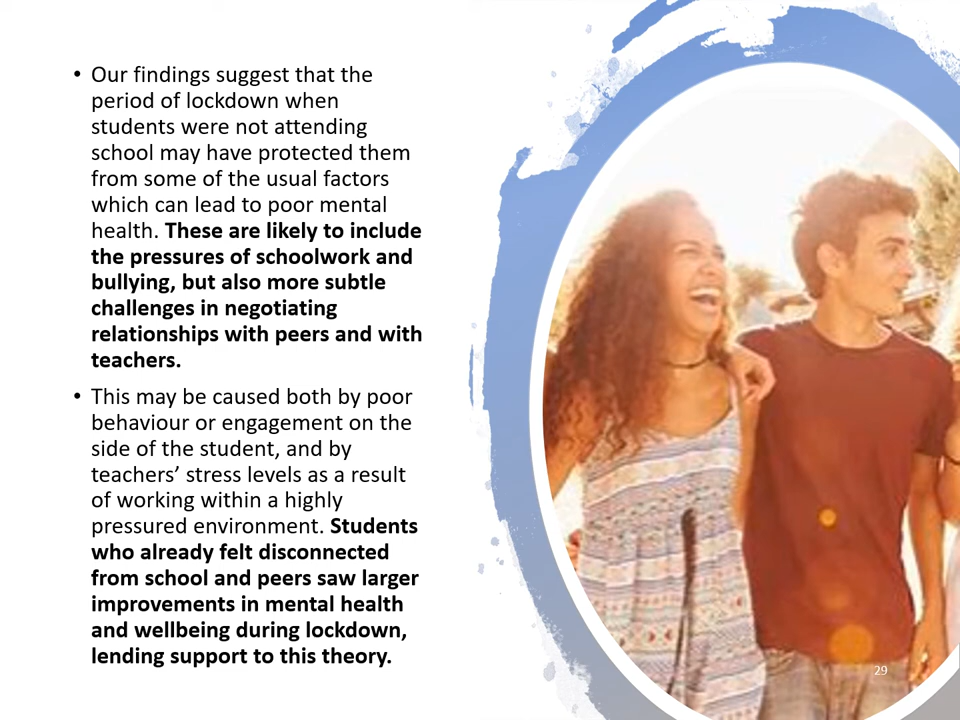 • Our findings suggest that the
period of lockdown when
students were not attending
school may have protected them
from some of the usual factors
which can lead to poor mental
health. These are likely to include
the pressures of schoolwork and
bullying, but also more subtle
challenges in negotiating
relationships with peers and with
teachers.
• This may be caused both by poor
behaviour or engagement on the
side of the student, and by
teachers’ stress levels as a result
of working within a highly
pressured environment. Students
who already felt disconnected
from school and peers saw larger
improvements in mental health
and wellbeing during lockdown,
lending support to this theory.
29